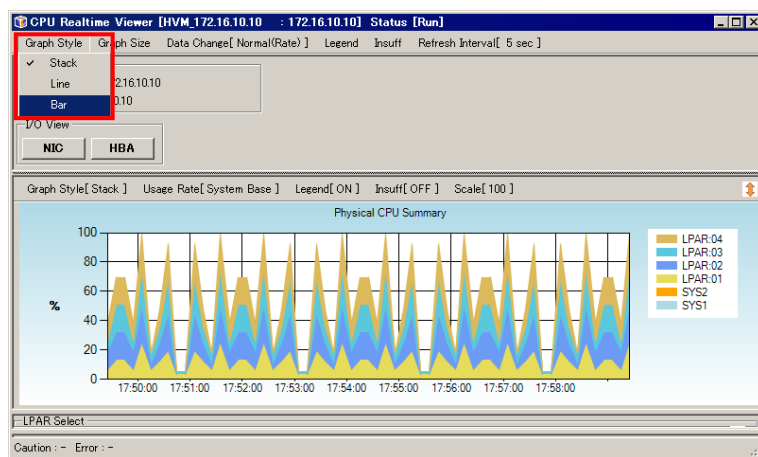 CPU Realtime Viewer [HVM_172.16.10.10 : 172.16.10.10] Status [Run]
Graph Style Graph Size Data Change[ Normal(Rate) ] Legend Insuff Refresh Interval[ 5 sec ]
Stack
Line
Bar
2.16.10.10
0.10
I/O View
NIC HBA
Graph Style[ Stack ] Usage Rate[ System Base ] Legend[ ON ] Insuff[ OFF ] Scale[ 100 ]
Physical CPU Summary
100
80
60
40
20
0
%
17:50:00 17:51:00 17:52:00 17:53:00 17:54:00 17:55:00 17:56:00 17:57:00 17:58:00
LPAR:04
LPAR:03
LPAR:02
LPAR:01
SYS2
SYS1
LPAR Select
Caution : - Error : -